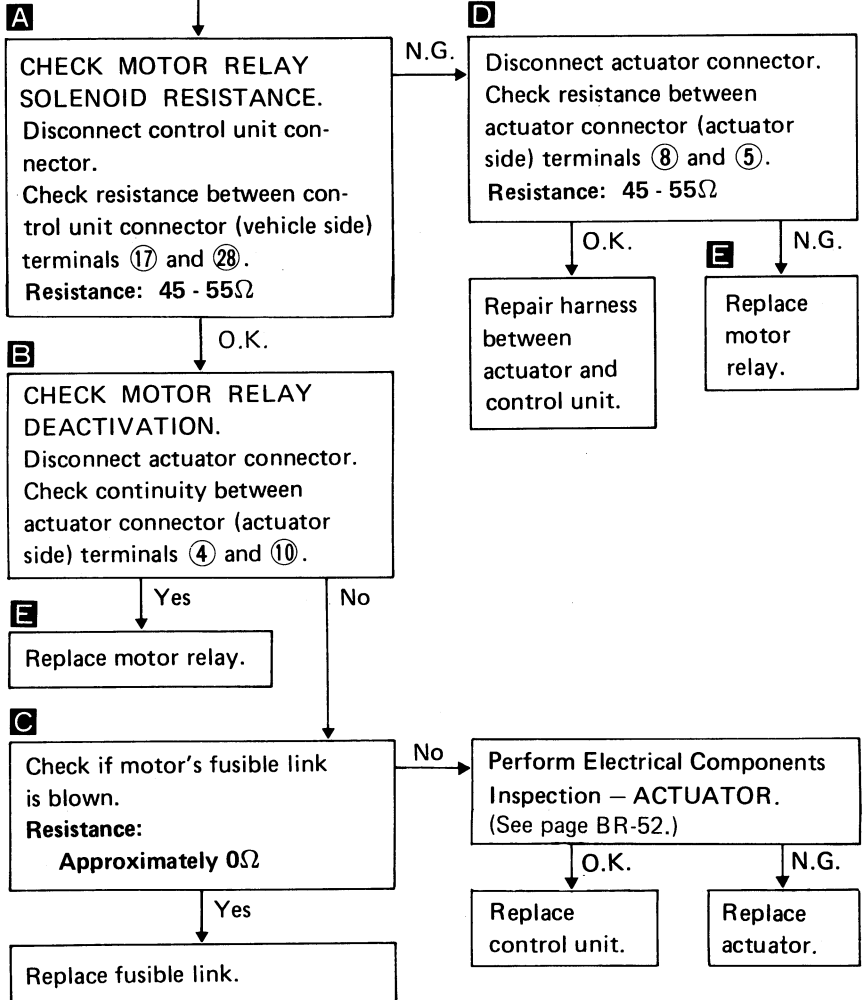 A
CHECK MOTOR RELAY
SOLENOID RESISTANCE.
Disconnect control unit con-
nector.
Check resistance between con-
trol unit connector (vehicle side)
terminals ⑰ and ㉘.
Resistance: 45 - 55Ω
N.G.
D
Disconnect actuator connector.
Check resistance between
actuator connector (actuator
side) terminals ⑧ and ⑤.
Resistance: 45 - 55Ω
O.K.
Repair harness
between
actuator and
control unit.
N.G.
E
Replace
motor
relay.
O.K.
B
CHECK MOTOR RELAY
DEACTIVATION.
Disconnect actuator connector.
Check continuity between
actuator connector (actuator
side) terminals ④ and ⑩.
Yes
E
Replace motor relay.
No
C
Check if motor's fusible link
is blown.
Resistance:
Approximately 0Ω
No
Perform Electrical Components
Inspection — ACTUATOR.
(See page BR-52.)
O.K.
Replace
control unit.
N.G.
Replace
actuator.
Yes
Replace fusible link.